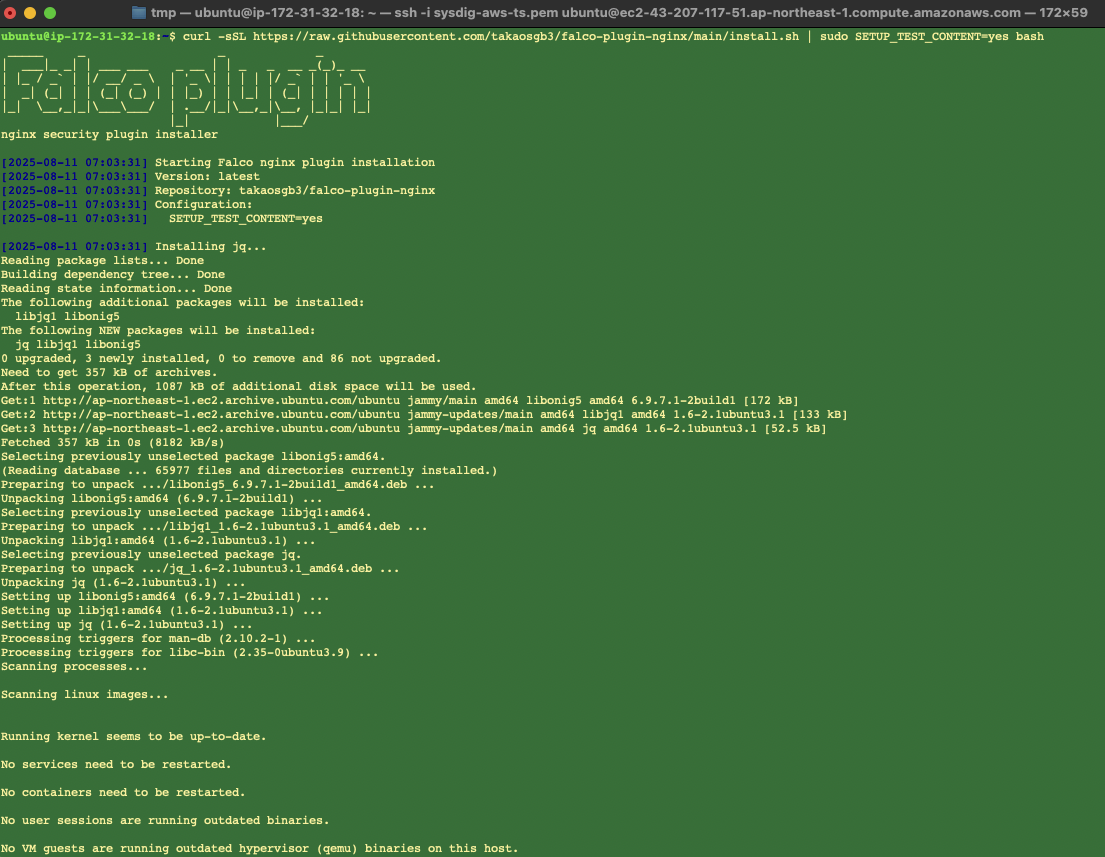 tmp — ubuntu@ip-172-31-32-18: ~ — ssh -i sysdig-aws-ts.pem ubuntu@ec2-43-207-117-51.ap-northeast-1.compute.amazonaws.com — 172×59
ubuntu@ip-172-31-32-18:~$ curl -sSL https://raw.githubusercontent.com/takaosgb3/falco-plugin-nginx/main/install.sh | sudo SETUP_TEST_CONTENT=yes bash
Falco plugin
nginx security plugin installer
[2025-08-11 07:03:31] Starting Falco nginx plugin installation
[2025-08-11 07:03:31] Version: latest
[2025-08-11 07:03:31] Repository: takaosgb3/falco-plugin-nginx
[2025-08-11 07:03:31] Configuration:
[2025-08-11 07:03:31]   SETUP_TEST_CONTENT=yes
[2025-08-11 07:03:31] Installing jq...
Reading package lists... Done
Building dependency tree... Done
Reading state information... Done
The following additional packages will be installed:
  libjq1 libonig5
The following NEW packages will be installed:
  jq libjq1 libonig5
0 upgraded, 3 newly installed, 0 to remove and 86 not upgraded.
Need to get 357 kB of archives.
After this operation, 1087 kB of additional disk space will be used.
Get:1 http://ap-northeast-1.ec2.archive.ubuntu.com/ubuntu jammy/main amd64 libonig5 amd64 6.9.7.1-2build1 [172 kB]
Get:2 http://ap-northeast-1.ec2.archive.ubuntu.com/ubuntu jammy-updates/main amd64 libjq1 amd64 1.6-2.1ubuntu3.1 [133 kB]
Get:3 http://ap-northeast-1.ec2.archive.ubuntu.com/ubuntu jammy-updates/main amd64 jq amd64 1.6-2.1ubuntu3.1 [52.5 kB]
Fetched 357 kB in 0s (8182 kB/s)
Selecting previously unselected package libonig5:amd64.
(Reading database ... 65977 files and directories currently installed.)
Preparing to unpack .../libonig5_6.9.7.1-2build1_amd64.deb ...
Unpacking libonig5:amd64 (6.9.7.1-2build1) ...
Selecting previously unselected package libjq1:amd64.
Preparing to unpack .../libjq1_1.6-2.1ubuntu3.1_amd64.deb ...
Unpacking libjq1:amd64 (1.6-2.1ubuntu3.1) ...
Selecting previously unselected package jq.
Preparing to unpack .../jq_1.6-2.1ubuntu3.1_amd64.deb ...
Unpacking jq (1.6-2.1ubuntu3.1) ...
Setting up libonig5:amd64 (6.9.7.1-2build1) ...
Setting up libjq1:amd64 (1.6-2.1ubuntu3.1) ...
Setting up jq (1.6-2.1ubuntu3.1) ...
Processing triggers for man-db (2.10.2-1) ...
Processing triggers for libc-bin (2.35-0ubuntu3.9) ...
Scanning processes...
Scanning linux images...
Running kernel seems to be up-to-date.
No services need to be restarted.
No containers need to be restarted.
No user sessions are running outdated binaries.
No VM guests are running outdated hypervisor (qemu) binaries on this host.